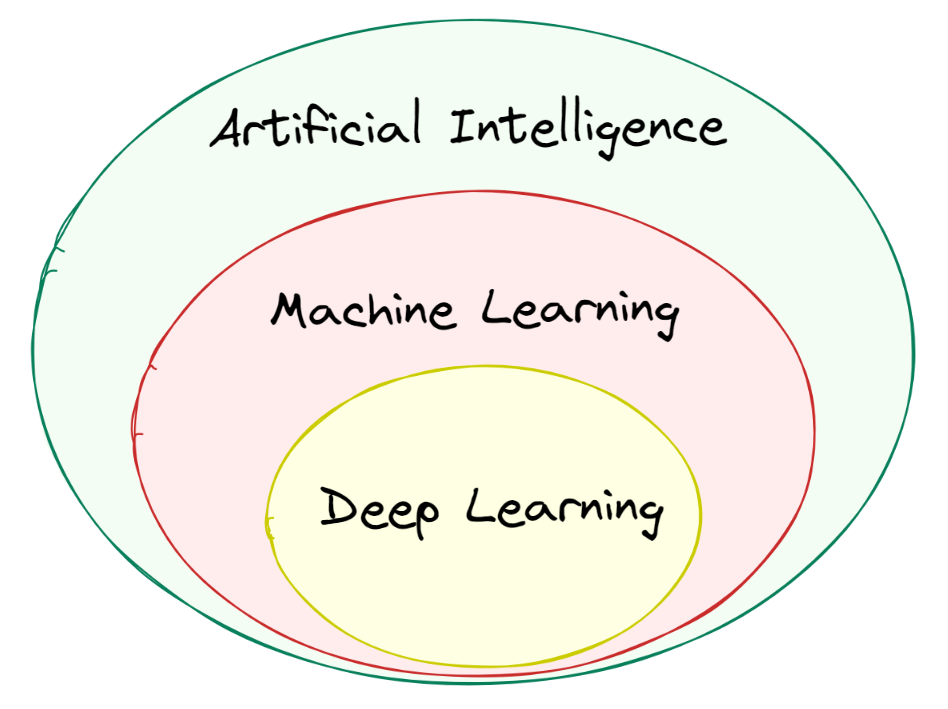 Artificial Intelligence
Machine Learning
Deep Learning